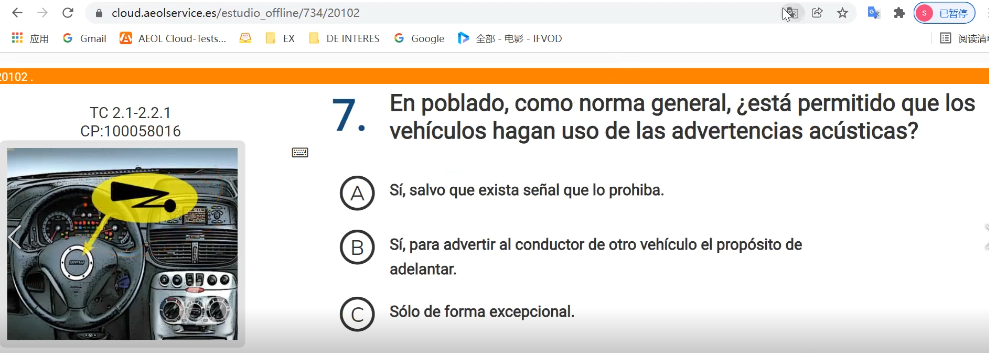 cloud.aeolservice.es/estudio_offline/734/20102
已暂停
应用 Gmail AEOL Cloud-Tests... EX DE INTERES Google 全部 - 电影 - IFVOD 阅读清单
20102 .
TC 2.1-2.2.1
CP:100058016
7. En poblado, como norma general, ¿está permitido que los
vehículos hagan uso de las advertencias acústicas?
A Sí, salvo que exista señal que lo prohiba.
B Sí, para advertir al conductor de otro vehículo el propósito de
adelantar.
C Sólo de forma excepcional.